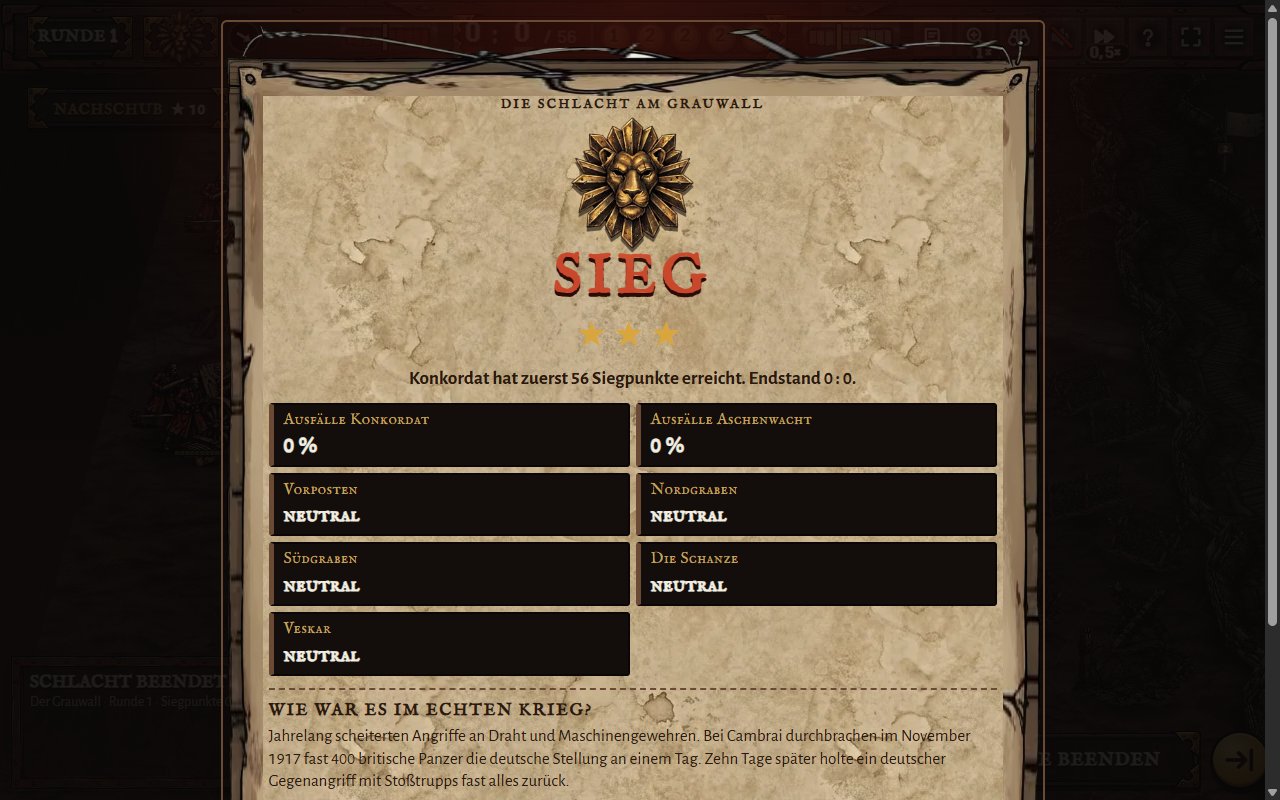 RUNDE 1
0 : 0 / 56
0,5×
?
NACHSCHUB ★ 10
DIE SCHLACHT AM GRAUWALL
SIEG
★ ★ ★
Konkordat hat zuerst 56 Siegpunkte erreicht. Endstand 0 : 0.
Ausfälle Konkordat
0 %
Ausfälle Aschenwacht
0 %
Vorposten
NEUTRAL
Nordgraben
NEUTRAL
Südgraben
NEUTRAL
Die Schanze
NEUTRAL
Veskar
NEUTRAL
WIE WAR ES IM ECHTEN KRIEG?
Jahrelang scheiterten Angriffe an Draht und Maschinengewehren. Bei Cambrai durchbrachen im November
1917 fast 400 britische Panzer die deutsche Stellung an einem Tag. Zehn Tage später holte ein deutscher
Gegenangriff mit Stoßtrupps fast alles zurück.
SCHLACHT BEENDET
Der Grauwall · Runde 1 · Siegpunkte
BEENDEN